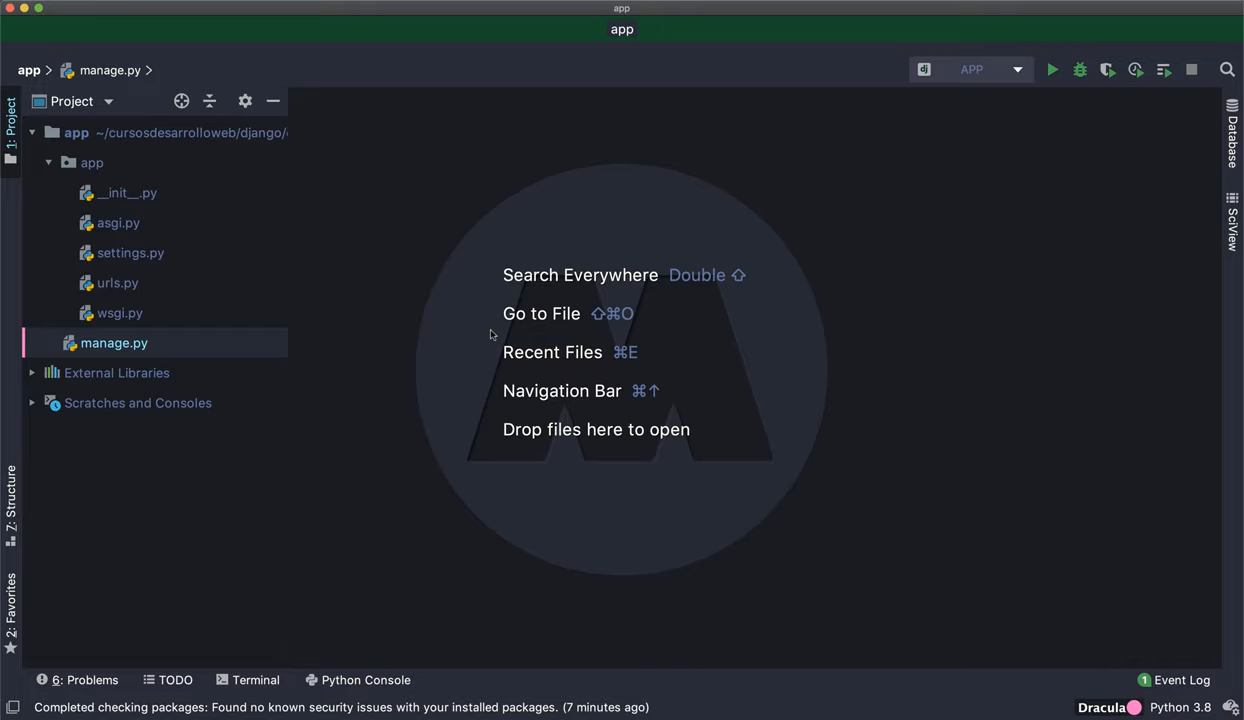 app
app
app
manage.py
APP
Project
app ~/cursosdesarrolloweb/django/
app
__init__.py
asgi.py
settings.py
urls.py
wsgi.py
manage.py
External Libraries
Scratches and Consoles
1: Project
Z: Structure
2: Favorites
Search Everywhere Double ⇧
Go to File ⇧⌘O
Recent Files ⌘E
Navigation Bar ⌘↑
Drop files here to open
Database
SciView
6: Problems
TODO
Terminal
Python Console
1 Event Log
Completed checking packages: Found no known security issues with your installed packages. (7 minutes ago)
Dracula
Python 3.8